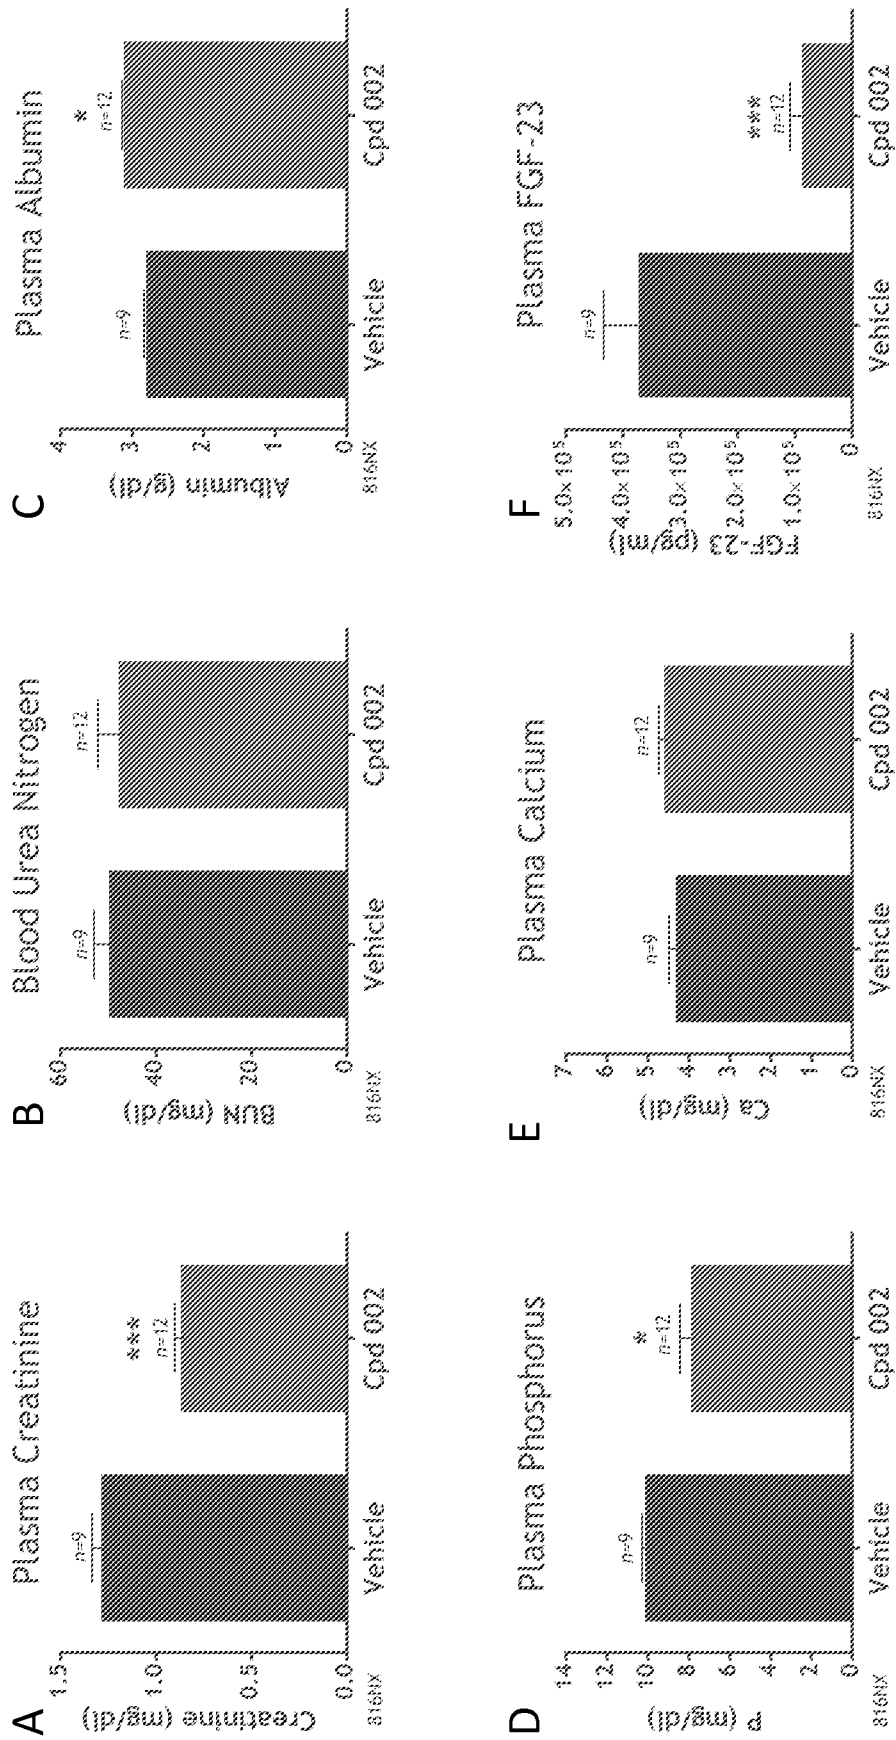 A
Plasma Creatinine
Creatinine (mg/dl)
1.5
1.0
0.5
0.0
n=9
***
n=12
Vehicle
Cpd 002
816NX
B
Blood Urea Nitrogen
BUN (mg/dl)
60
40
20
0
n=9
n=12
Vehicle
Cpd 002
816NX
C
Plasma Albumin
Albumin (g/dl)
4
3
2
1
0
n=9
*
n=12
Vehicle
Cpd 002
816NX
D
Plasma Phosphorus
P (mg/dl)
14
12
10
8
6
4
2
0
n=9
*
n=12
Vehicle
Cpd 002
816NX
E
Plasma Calcium
Ca (mg/dl)
7
6
5
4
3
2
1
0
n=9
n=12
Vehicle
Cpd 002
816NX
F
Plasma FGF-23
FGF-23 (pg/ml)
5.0×10⁵
4.0×10⁵
3.0×10⁵
2.0×10⁵
1.0×10⁵
0
n=9
***
n=12
Vehicle
Cpd 002
816NX